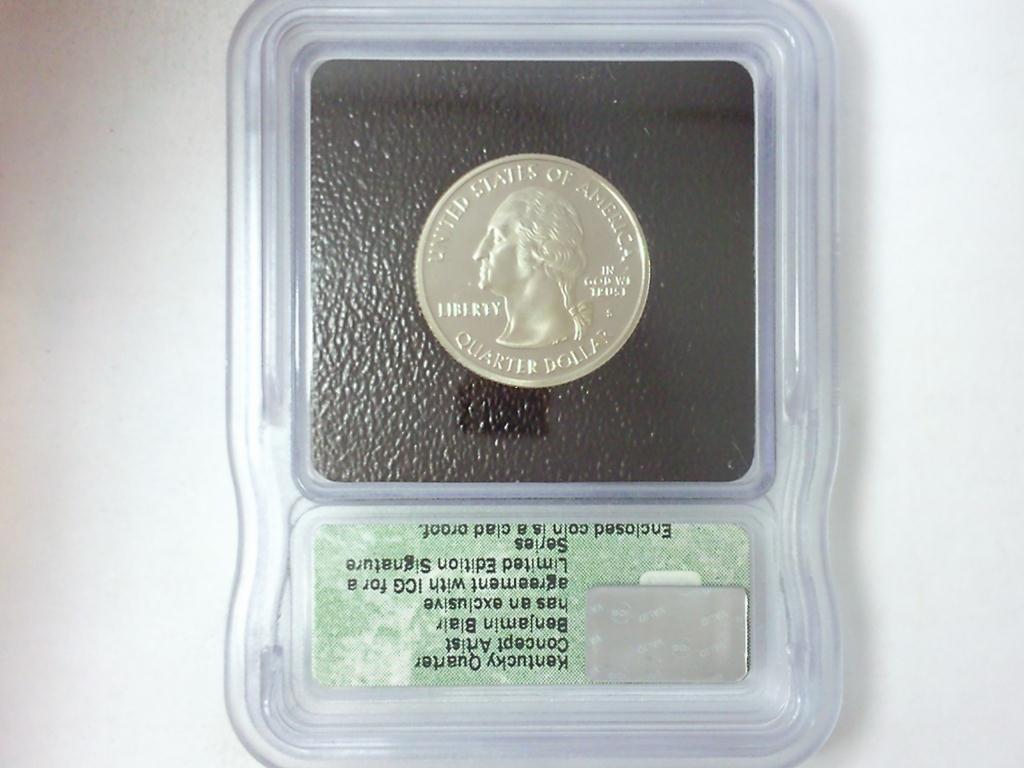 UNITED STATES OF AMERICA
IN
GOD WE
TRUST
LIBERTY
S
QUARTER DOLLAR
Kentucky Quarter
Concept Artist
Benjamin Blair
has an exclusive
agreement with ICG for a
Limited Edition Signature
Series
Enclosed coin is a clad proof.